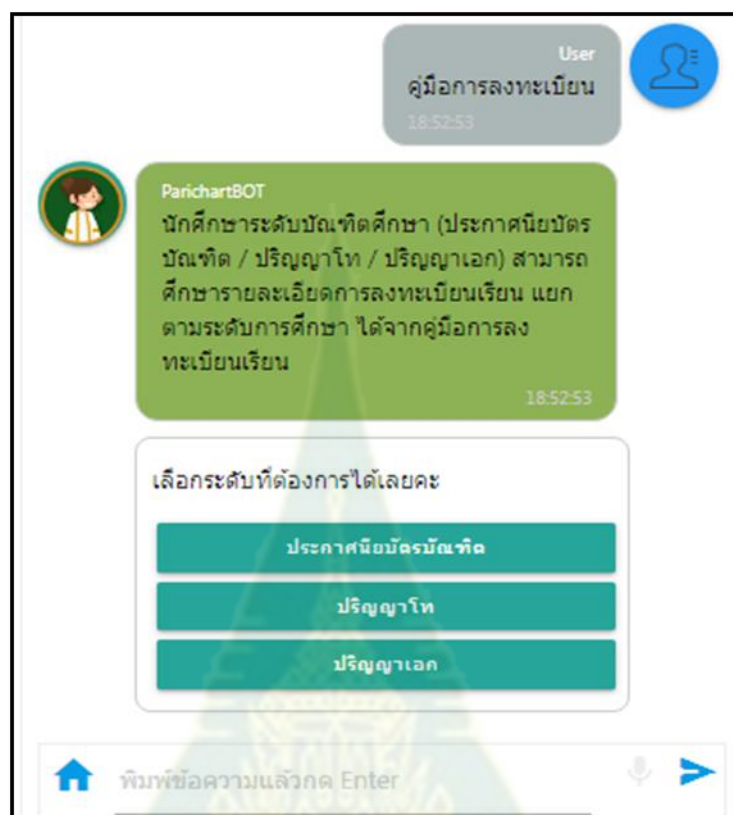 User
คู่มือการลงทะเบียน
18:52:53
ParichartBOT
นักศึกษาระดับบัณฑิตศึกษา (ประกาศนียบัตร
บัณฑิต / ปริญญาโท / ปริญญาเอก) สามารถ
ศึกษารายละเอียดการลงทะเบียนเรียน แยก
ตามระดับการศึกษา ได้จากคู่มือการลง
ทะเบียนเรียน
18:52:53
เลือกระดับที่ต้องการได้เลยคะ
ประกาศนียบัตรบัณฑิต
ปริญญาโท
ปริญญาเอก
พิมพ์ข้อความแล้วกด Enter